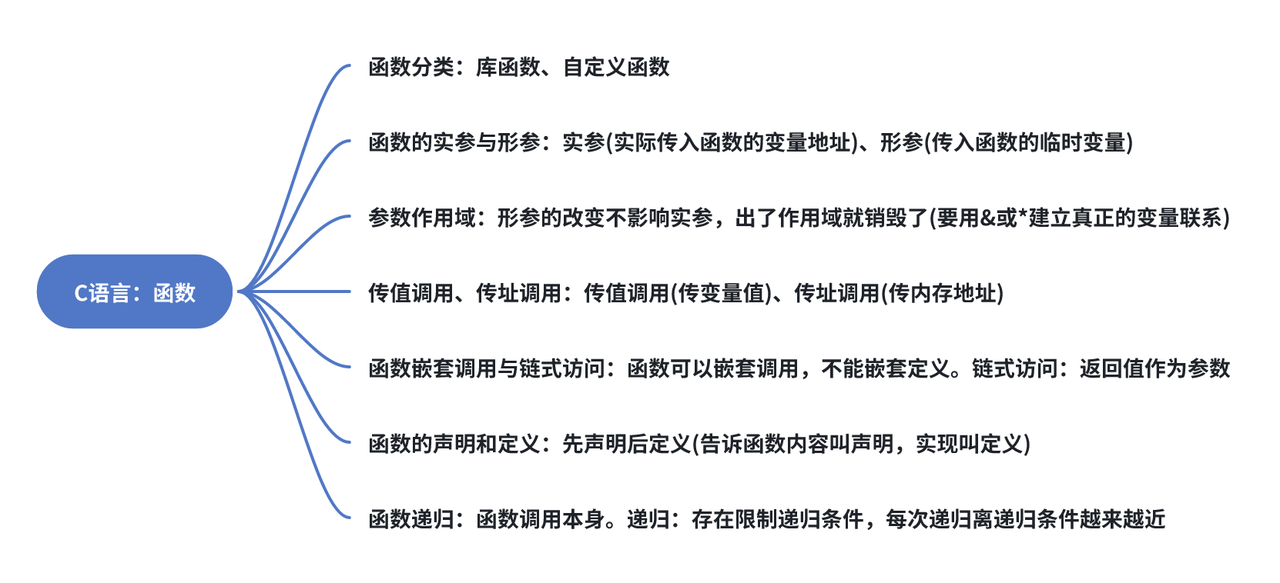 函数分类：库函数、自定义函数
函数的实参与形参：实参(实际传入函数的变量地址)、形参(传入函数的临时变量)
参数作用域：形参的改变不影响实参，出了作用域就销毁了(要用&或*建立真正的变量联系)
C语言：函数
传值调用、传址调用：传值调用(传变量值)、传址调用(传内存地址)
函数嵌套调用与链式访问：函数可以嵌套调用，不能嵌套定义。链式访问：返回值作为参数
函数的声明和定义：先声明后定义(告诉函数内容叫声明，实现叫定义)
函数递归：函数调用本身。递归：存在限制递归条件，每次递归离递归条件越来越近